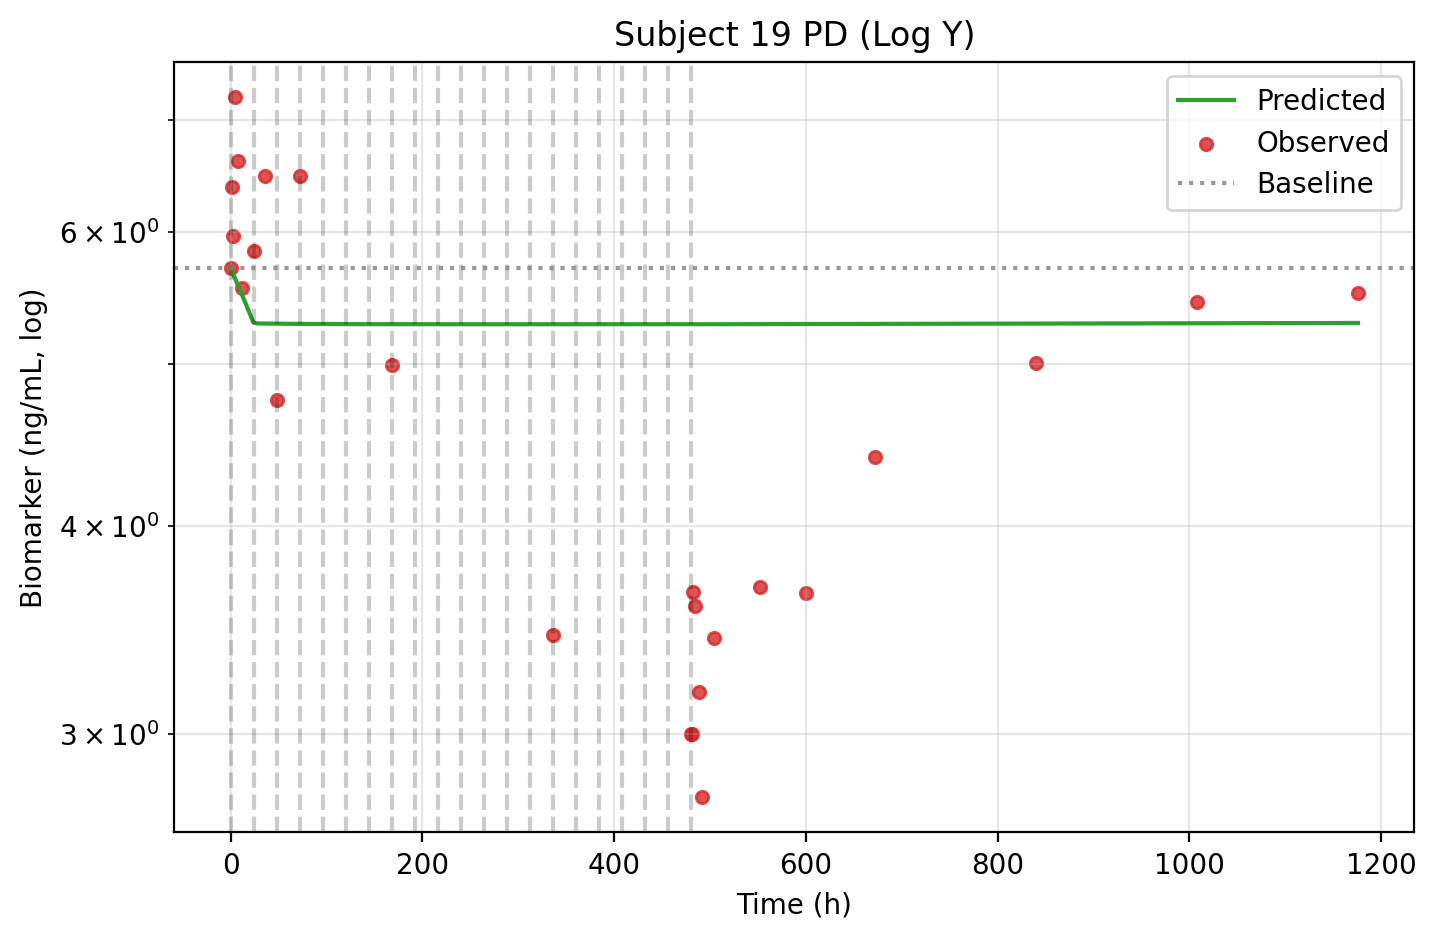 Subject 19 PD (Log Y)
Predicted
Observed
Baseline
6 × 10⁰
4 × 10⁰
3 × 10⁰
Biomarker (ng/mL, log)
0 200 400 600 800 1000 1200
Time (h)